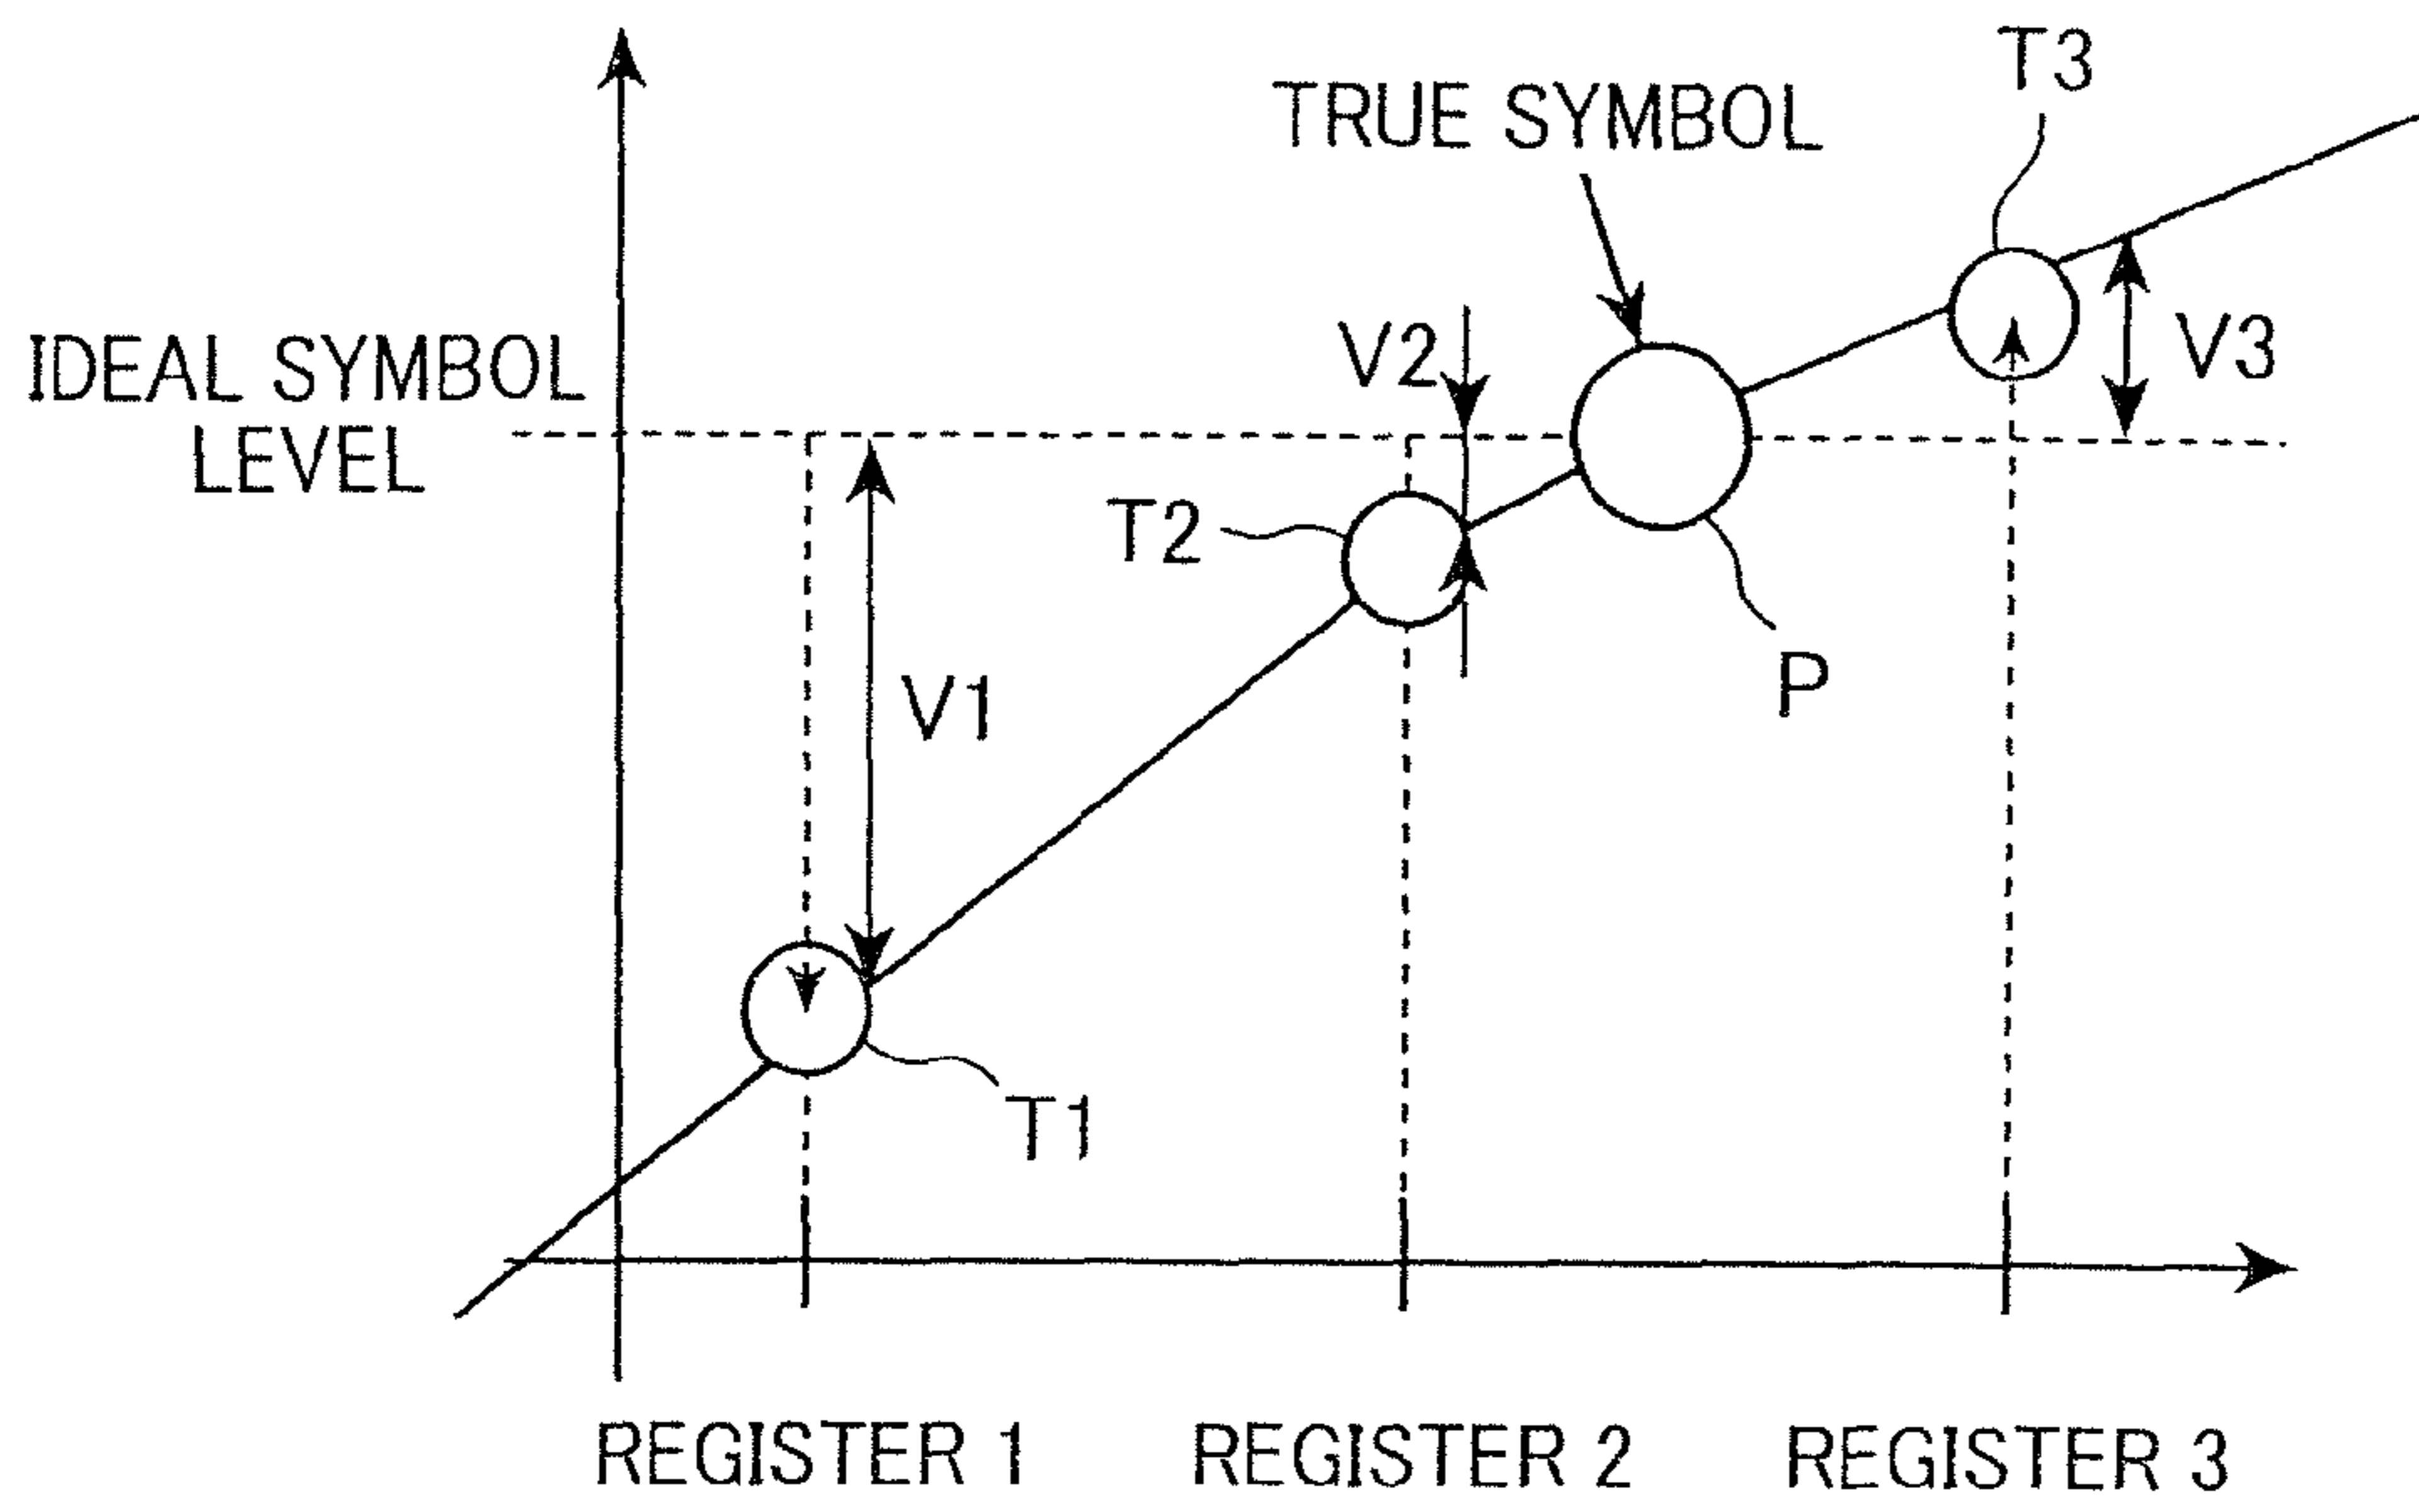 T3
TRUE SYMBOL
IDEAL SYMBOL
LEVEL
V2
V3
T2
P
V1
T1
REGISTER 1
REGISTER 2
REGISTER 3